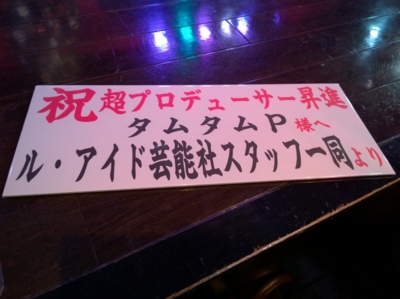 祝超プロデューサー昇進
タムタムP様へ
ル・アイド芸能社スタッフ一同より